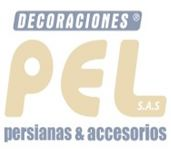 DECORACIONES®
PEL
S.A.S
persianas & accesorios